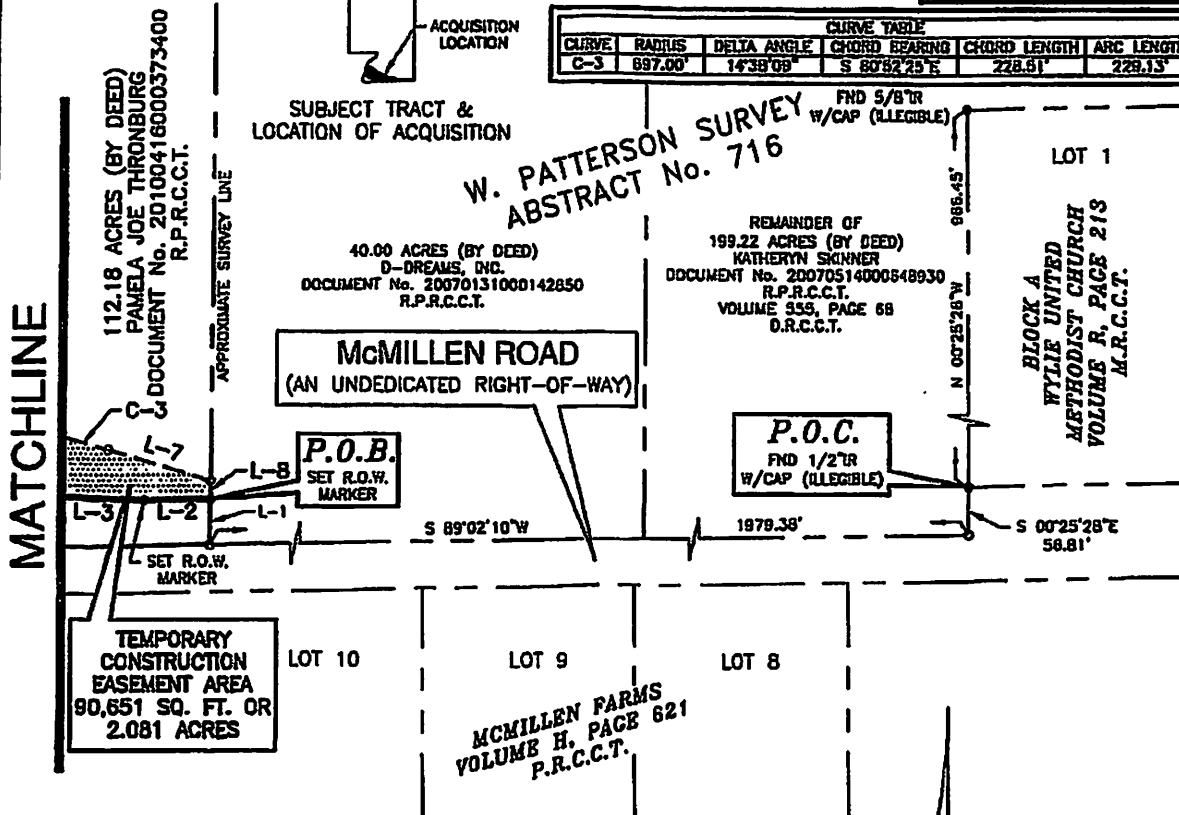 ACQUISITION
LOCATION
SUBJECT TRACT &
LOCATION OF ACQUISITION
CURVE TABLE
CURVE RADIUS DELTA ANGLE CHORD BEARING CHORD LENGTH ARC LENGT
C-3 897.00' 14°38'09" S 80°52'25"E 228.51' 229.13'
112.18 ACRES (BY DEED)
PAMELA JOE THRONBURG
DOCUMENT No. 20100416000373400
R.P.R.C.C.T.
APPROXIMATE SURVEY LINE
W. PATTERSON SURVEY
ABSTRACT No. 716
FND 5/8"IR
W/CAP (ILLEGIBLE)
LOT 1
BLOCK A
WYLIE UNITED
METHODIST CHURCH
VOLUME R, PAGE 213
M.R.C.C.T.
40.00 ACRES (BY DEED)
D-DREAMS, INC.
DOCUMENT No. 20070131000142850
R.P.R.C.C.T.
REMAINDER OF
199.22 ACRES (BY DEED)
KATHERYN SKINNER
DOCUMENT No. 20070514000648930
R.P.R.C.C.T.
VOLUME 555, PAGE 68
D.R.C.C.T.
N 00°25'28"W
985.45'
MATCHLINE
McMILLEN ROAD
(AN UNDEDICATED RIGHT-OF-WAY)
C-3
L-7
L-8
P.O.B.
SET R.O.W.
MARKER
P.O.C.
FND 1/2"IR
W/CAP (ILLEGIBLE)
L-3
L-2
L-1
SET R.O.W.
MARKER
S 89°02'10"W
1979.38'
S 00°25'28"E
58.81'
TEMPORARY
CONSTRUCTION
EASEMENT AREA
90,651 SQ. FT. OR
2.081 ACRES
LOT 10
LOT 9
LOT 8
MCMILLEN FARMS
VOLUME H, PAGE 621
P.R.C.C.T.